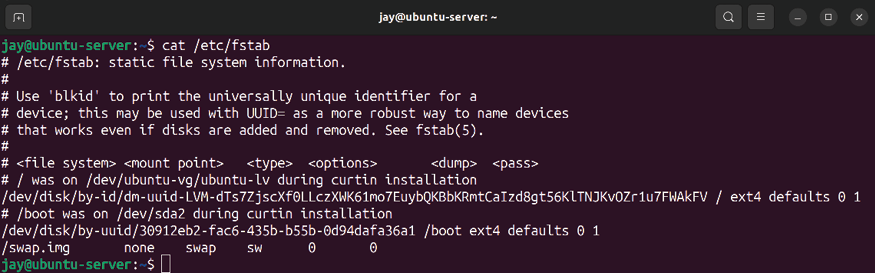 jay@ubuntu-server: ~
jay@ubuntu-server:~$ cat /etc/fstab
# /etc/fstab: static file system information.
#
# Use 'blkid' to print the universally unique identifier for a
# device; this may be used with UUID= as a more robust way to name devices
# that works even if disks are added and removed. See fstab(5).
#
# <file system> <mount point>   <type>  <options>       <dump>  <pass>
# / was on /dev/ubuntu-vg/ubuntu-lv during curtin installation
/dev/disk/by-id/dm-uuid-LVM-dTs7ZjscXf0LLczXWK61mo7EuybQKBbKRmtCaIzd8gt56KlTNJKvOZr1u7FWAkFV / ext4 defaults 0 1
# /boot was on /dev/sda2 during curtin installation
/dev/disk/by-uuid/30912eb2-fac6-435b-b55b-0d94dafa36a1 /boot ext4 defaults 0 1
/swap.img       none    swap    sw      0       0
jay@ubuntu-server:~$